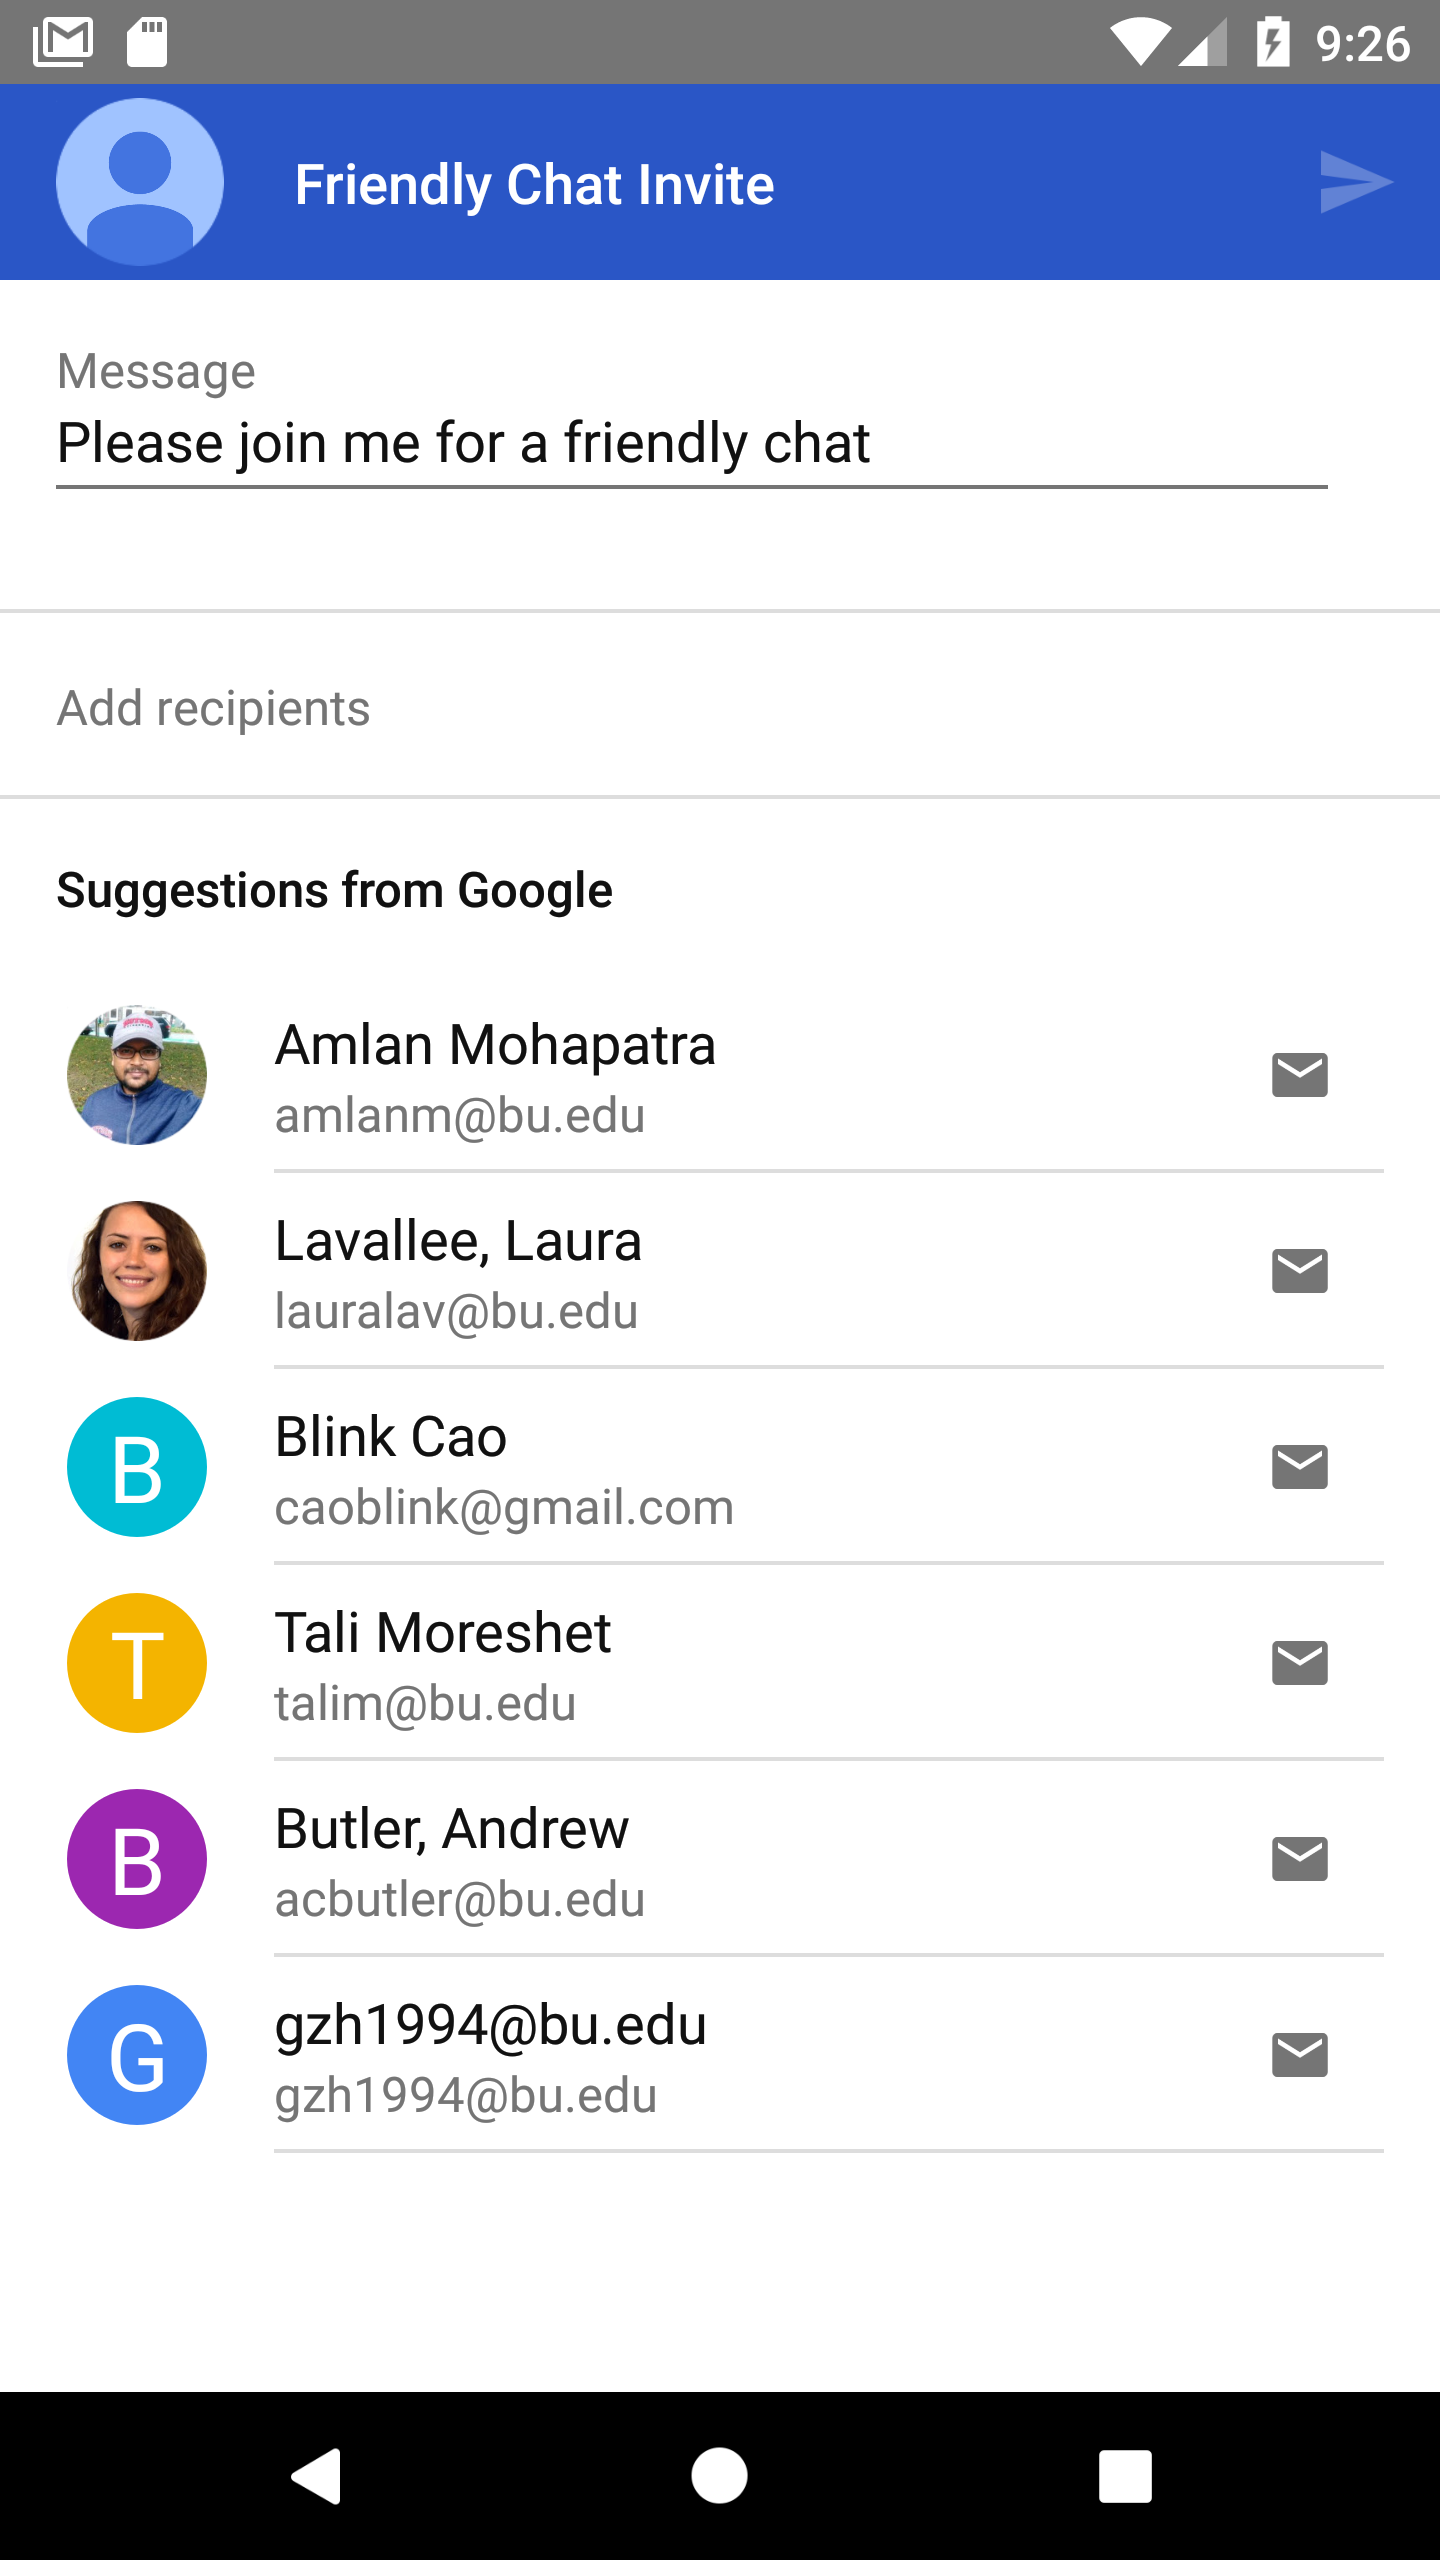 9:26
Friendly Chat Invite
Message
Please join me for a friendly chat
Add recipients
Suggestions from Google
Amlan Mohapatra
amlanm@bu.edu
Lavallee, Laura
lauralav@bu.edu
B
Blink Cao
caoblink@gmail.com
T
Tali Moreshet
talim@bu.edu
B
Butler, Andrew
acbutler@bu.edu
G
gzh1994@bu.edu
gzh1994@bu.edu